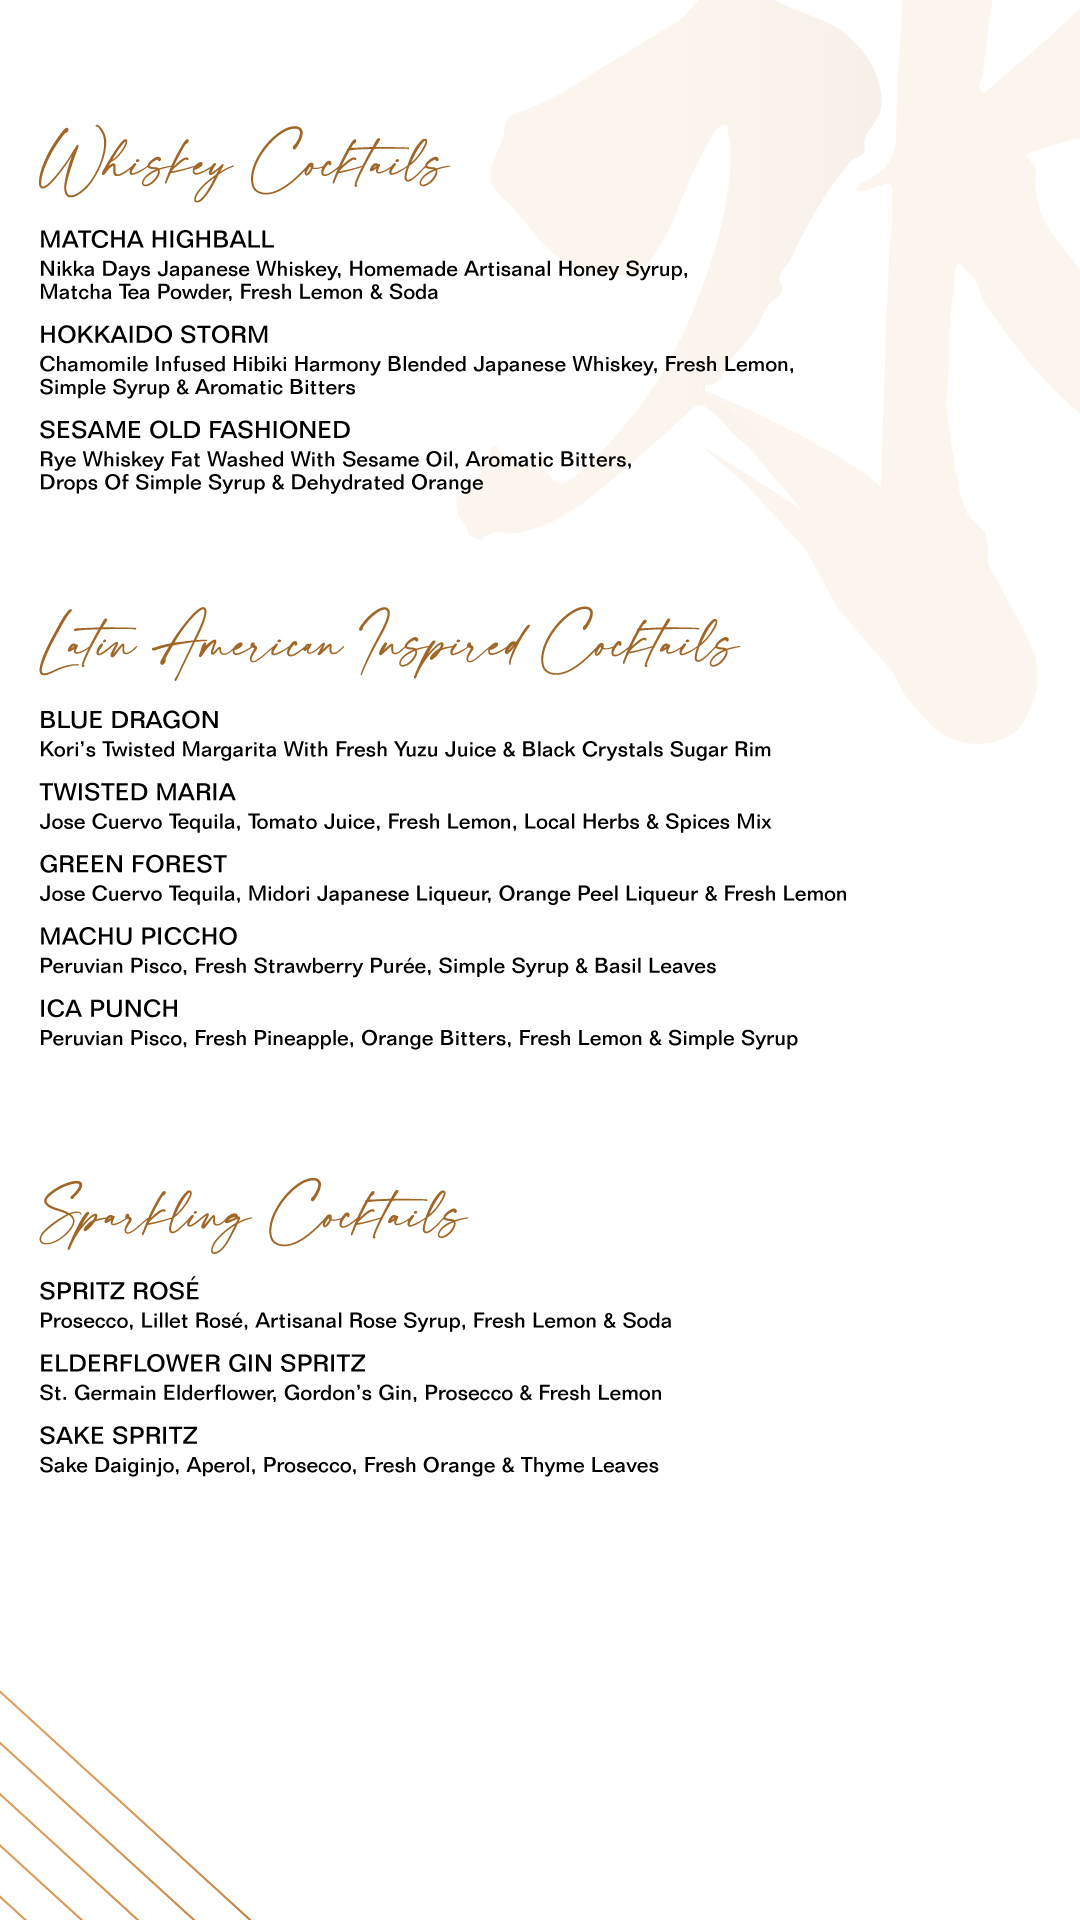 Whiskey Cocktails
MATCHA HIGHBALL
Nikka Days Japanese Whiskey, Homemade Artisanal Honey Syrup,
Matcha Tea Powder, Fresh Lemon & Soda
HOKKAIDO STORM
Chamomile Infused Hibiki Harmony Blended Japanese Whiskey, Fresh Lemon,
Simple Syrup & Aromatic Bitters
SESAME OLD FASHIONED
Rye Whiskey Fat Washed With Sesame Oil, Aromatic Bitters,
Drops Of Simple Syrup & Dehydrated Orange
Latin American Inspired Cocktails
BLUE DRAGON
Kori’s Twisted Margarita With Fresh Yuzu Juice & Black Crystals Sugar Rim
TWISTED MARIA
Jose Cuervo Tequila, Tomato Juice, Fresh Lemon, Local Herbs & Spices Mix
GREEN FOREST
Jose Cuervo Tequila, Midori Japanese Liqueur, Orange Peel Liqueur & Fresh Lemon
MACHU PICCHO
Peruvian Pisco, Fresh Strawberry Purée, Simple Syrup & Basil Leaves
ICA PUNCH
Peruvian Pisco, Fresh Pineapple, Orange Bitters, Fresh Lemon & Simple Syrup
Sparkling Cocktails
SPRITZ ROSÉ
Prosecco, Lillet Rosé, Artisanal Rose Syrup, Fresh Lemon & Soda
ELDERFLOWER GIN SPRITZ
St. Germain Elderflower, Gordon’s Gin, Prosecco & Fresh Lemon
SAKE SPRITZ
Sake Daiginjo, Aperol, Prosecco, Fresh Orange & Thyme Leaves